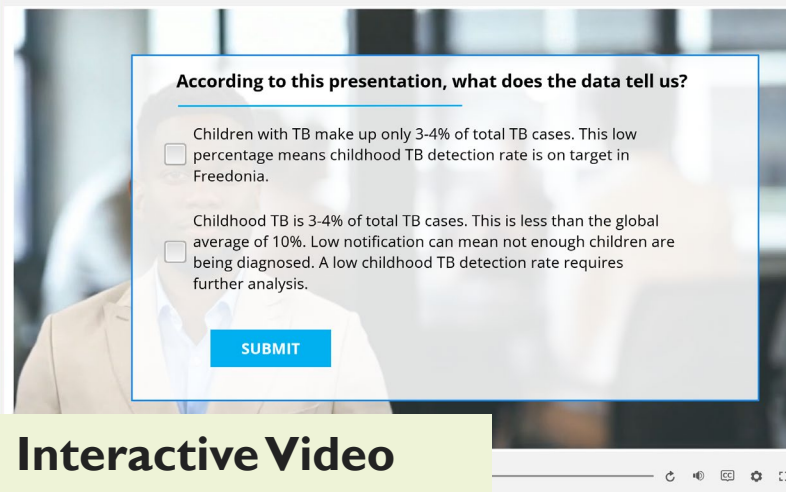 According to this presentation, what does the data tell us?
Children with TB make up only 3-4% of total TB cases. This low
percentage means childhood TB detection rate is on target in
Freedonia.
Childhood TB is 3-4% of total TB cases. This is less than the global
average of 10%. Low notification can mean not enough children are
being diagnosed. A low childhood TB detection rate requires
further analysis.
SUBMIT
Interactive Video
CC